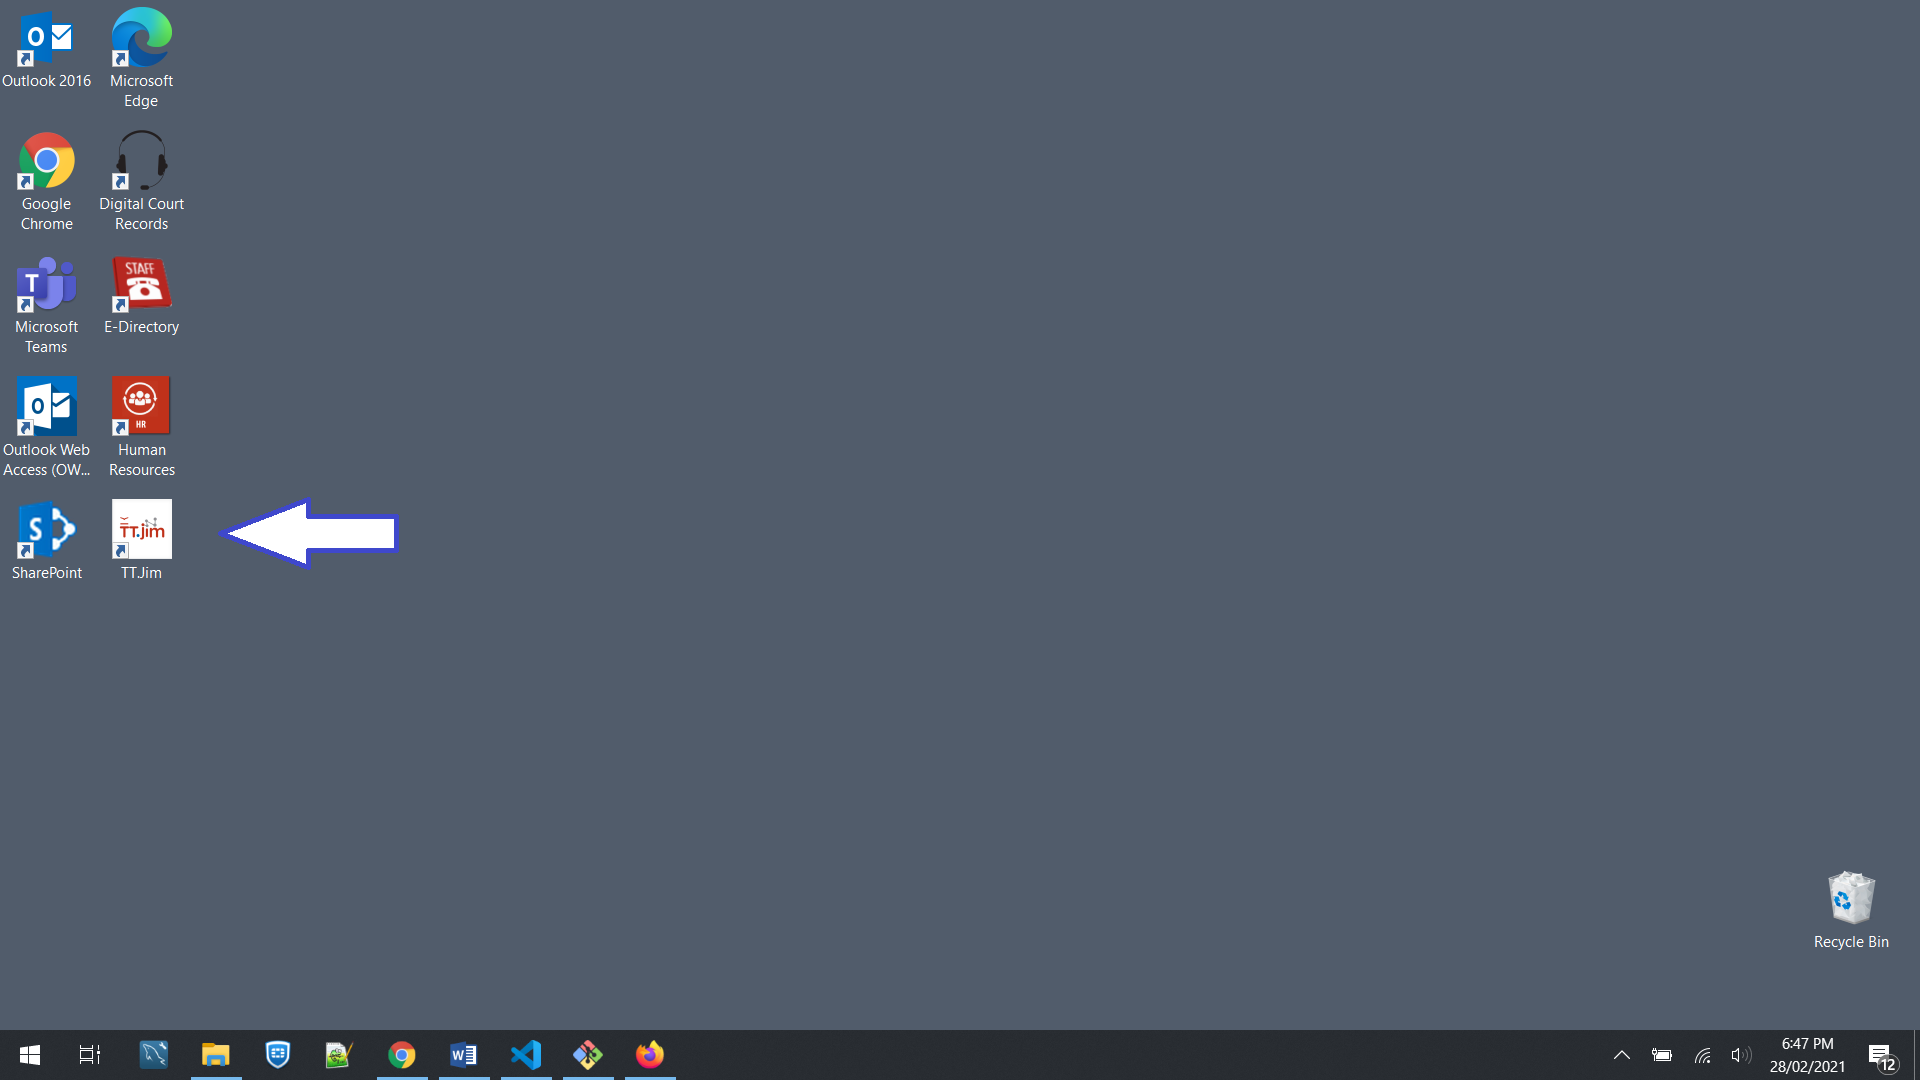 Outlook 2016
Microsoft
Edge
Google
Chrome
Digital Court
Records
Microsoft
Teams
STAFF
E-Directory
Outlook Web
Access (OW...
HR
Human
Resources
SharePoint
TT.jim
TT.Jim
Recycle Bin
6:47 PM
28/02/2021
12